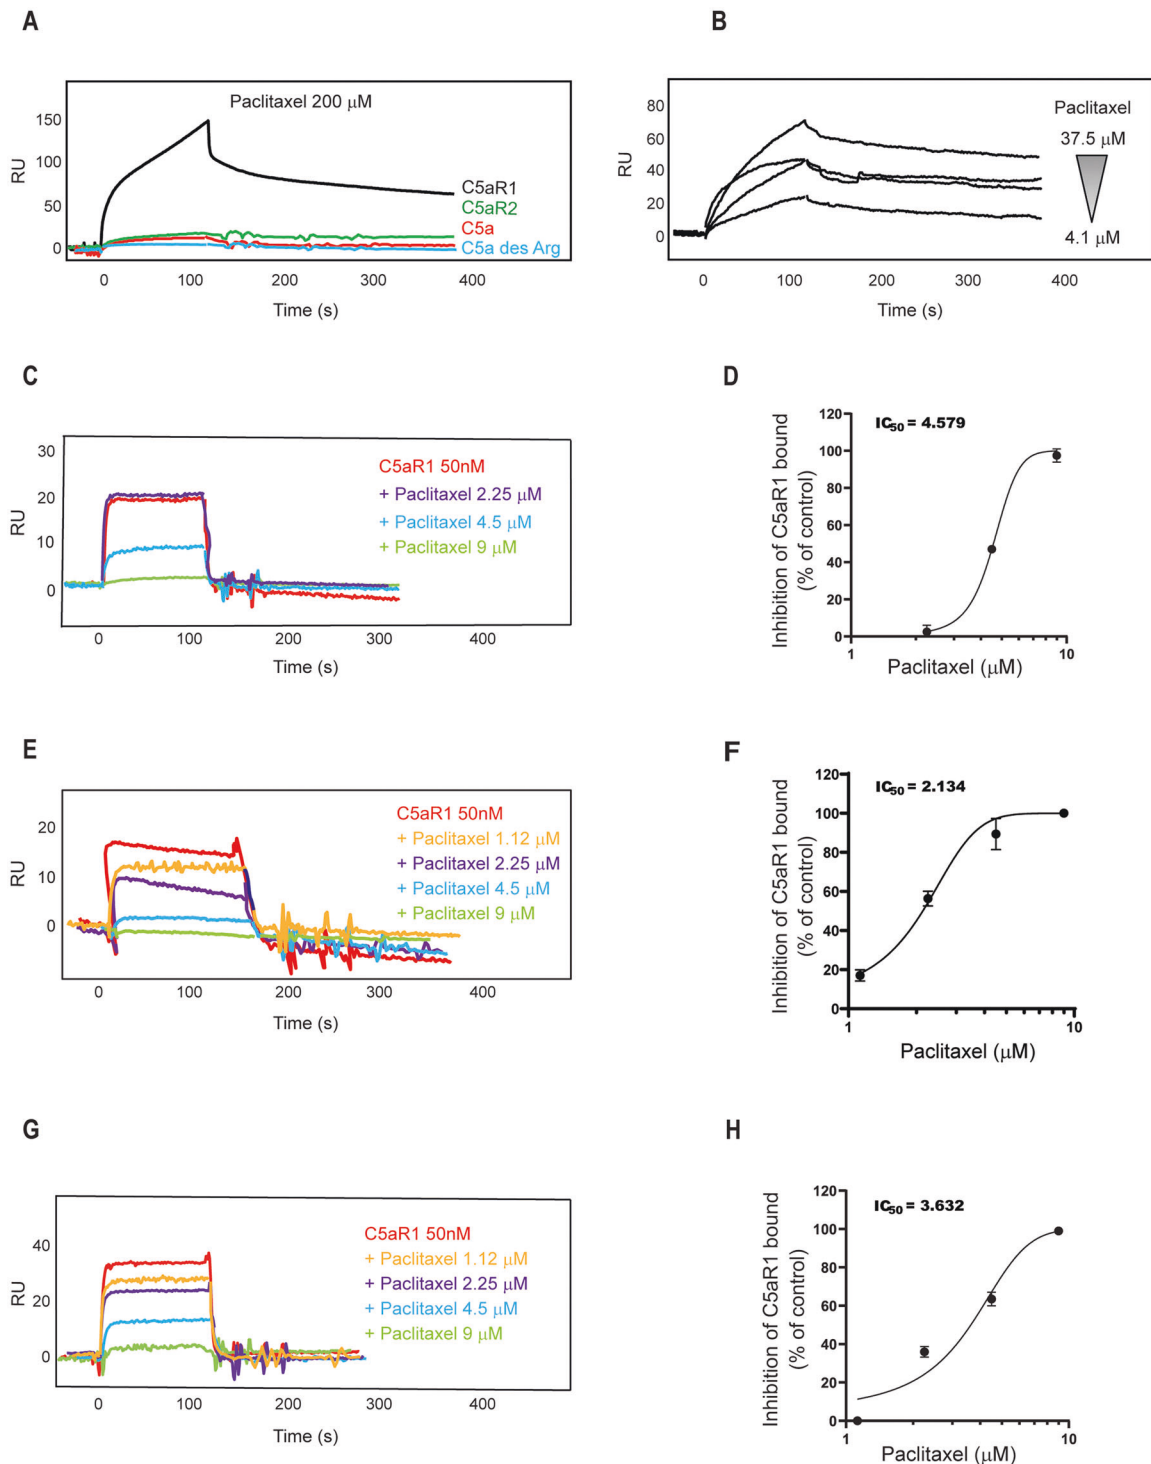 A
Paclitaxel 200 µM
150
100
50
0
RU
C5aR1
C5aR2
C5a
C5a des Arg
0 100 200 300 400
Time (s)
B
80
60
40
20
0
RU
Paclitaxel
37.5 µM
4.1 µM
0 100 200 300 400
Time (s)
C
30
20
10
0
RU
C5aR1 50nM
+ Paclitaxel 2.25 µM
+ Paclitaxel 4.5 µM
+ Paclitaxel 9 µM
0 100 200 300 400
Time (s)
D
IC50 = 4.579
120
100
80
60
40
20
0
Inhibition of C5aR1 bound
(% of control)
1 10
Paclitaxel (µM)
E
20
10
0
RU
C5aR1 50nM
+ Paclitaxel 1.12 µM
+ Paclitaxel 2.25 µM
+ Paclitaxel 4.5 µM
+ Paclitaxel 9 µM
0 100 200 300 400
Time (s)
F
IC50 = 2.134
120
100
80
60
40
20
0
Inhibition of C5aR1 bound
(% of control)
1 10
Paclitaxel (µM)
G
40
20
0
RU
C5aR1 50nM
+ Paclitaxel 1.12 µM
+ Paclitaxel 2.25 µM
+ Paclitaxel 4.5 µM
+ Paclitaxel 9 µM
0 100 200 300 400
Time (s)
H
IC50 = 3.632
120
100
80
60
40
20
0
Inhibition of C5aR1 bound
(% of control)
1 10
Paclitaxel (µM)